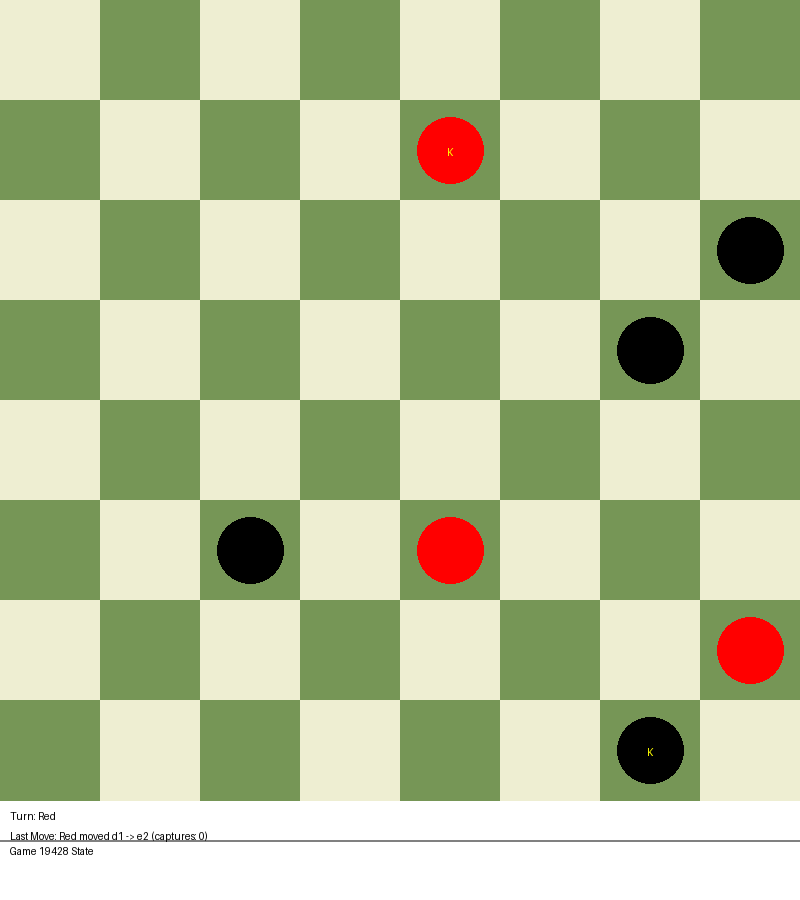 K
K
Turn: Red
Last Move: Red moved d1 -> e2 (captures: 0)
Game 19428 State